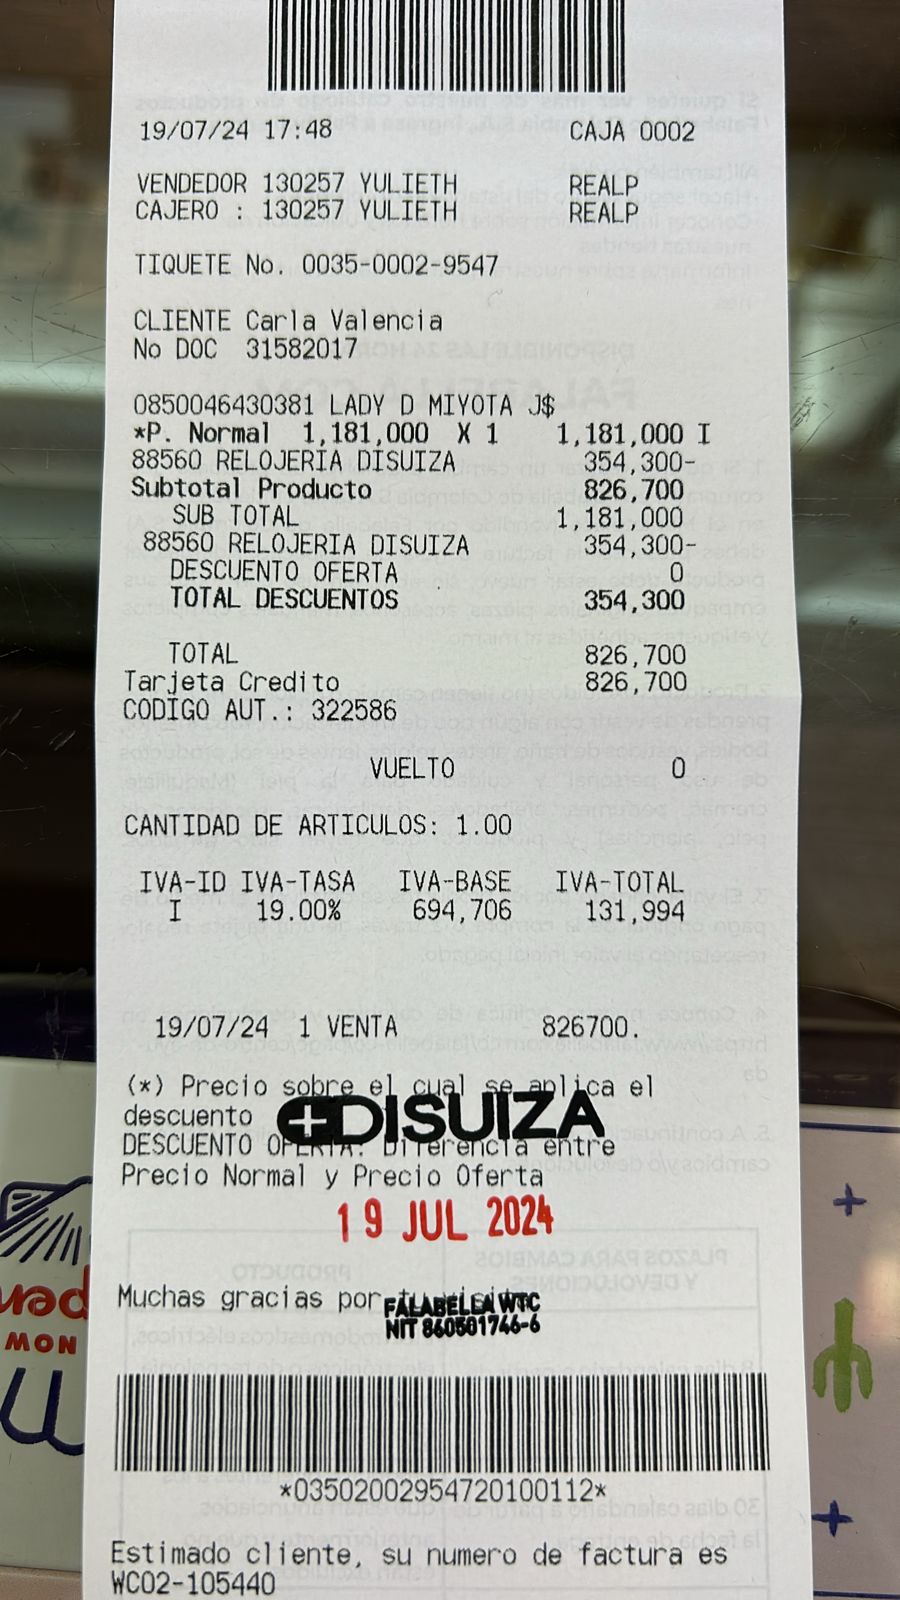 19/07/24 17:48 CAJA 0002
VENDEDOR 130257 YULIETH REALP
CAJERO : 130257 YULIETH REALP
TIQUETE No. 0035-0002-9547
CLIENTE Carla Valencia
No DOC 31582017
0850046430381 LADY D MIYOTA J$
*P. Normal 1,181,000 X 1 1,181,000 I
88560 RELOJERIA DISUIZA 354,300-
Subtotal Producto 826,700
SUB TOTAL 1,181,000
88560 RELOJERIA DISUIZA 354,300-
DESCUENTO OFERTA 0
TOTAL DESCUENTOS 354,300
TOTAL 826,700
Tarjeta Credito 826,700
CODIGO AUT.: 322586
VUELTO 0
CANTIDAD DE ARTICULOS: 1.00
IVA-ID IVA-TASA IVA-BASE IVA-TOTAL
I 19.00% 694,706 131,994
19/07/24 1 VENTA 826700.
(*) Precio sobre el cual se aplica el
descuento
DISUIZA
DESCUENTO OFERTA: Diferencia entre
Precio Normal y Precio Oferta
19 JUL 2024
Muchas gracias por
FALABELLA WTC
NIT 860501746-6
*03502002954720100112*
Estimado cliente, su numero de factura es
WC02-105440
NOW